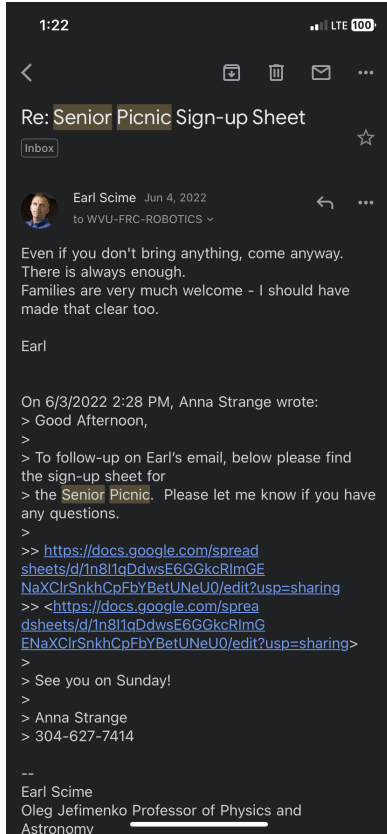 1:22
LTE 100
Re: Senior Picnic Sign-up Sheet
Inbox
Earl Scime Jun 4, 2022
to WVU-FRC-ROBOTICS
Even if you don't bring anything, come anyway.
There is always enough.
Families are very much welcome - I should have
made that clear too.
Earl
On 6/3/2022 2:28 PM, Anna Strange wrote:
> Good Afternoon,
>
> To follow-up on Earl's email, below please find
the sign-up sheet for
> the Senior Picnic.  Please let me know if you have
any questions.
>
>> https://docs.google.com/spread
sheets/d/1n8I1qDdwsE6GGkcRImGE
NaXClrSnkhCpFbYBetUNeU0/edit?usp=sharing
>> <https://docs.google.com/sprea
dsheets/d/1n8I1qDdwsE6GGkcRImG
ENaXClrSnkhCpFbYBetUNeU0/edit?usp=sharing>
>
> See you on Sunday!
>
> Anna Strange
> 304-627-7414
--
Earl Scime
Oleg Jefimenko Professor of Physics and
Astronomy